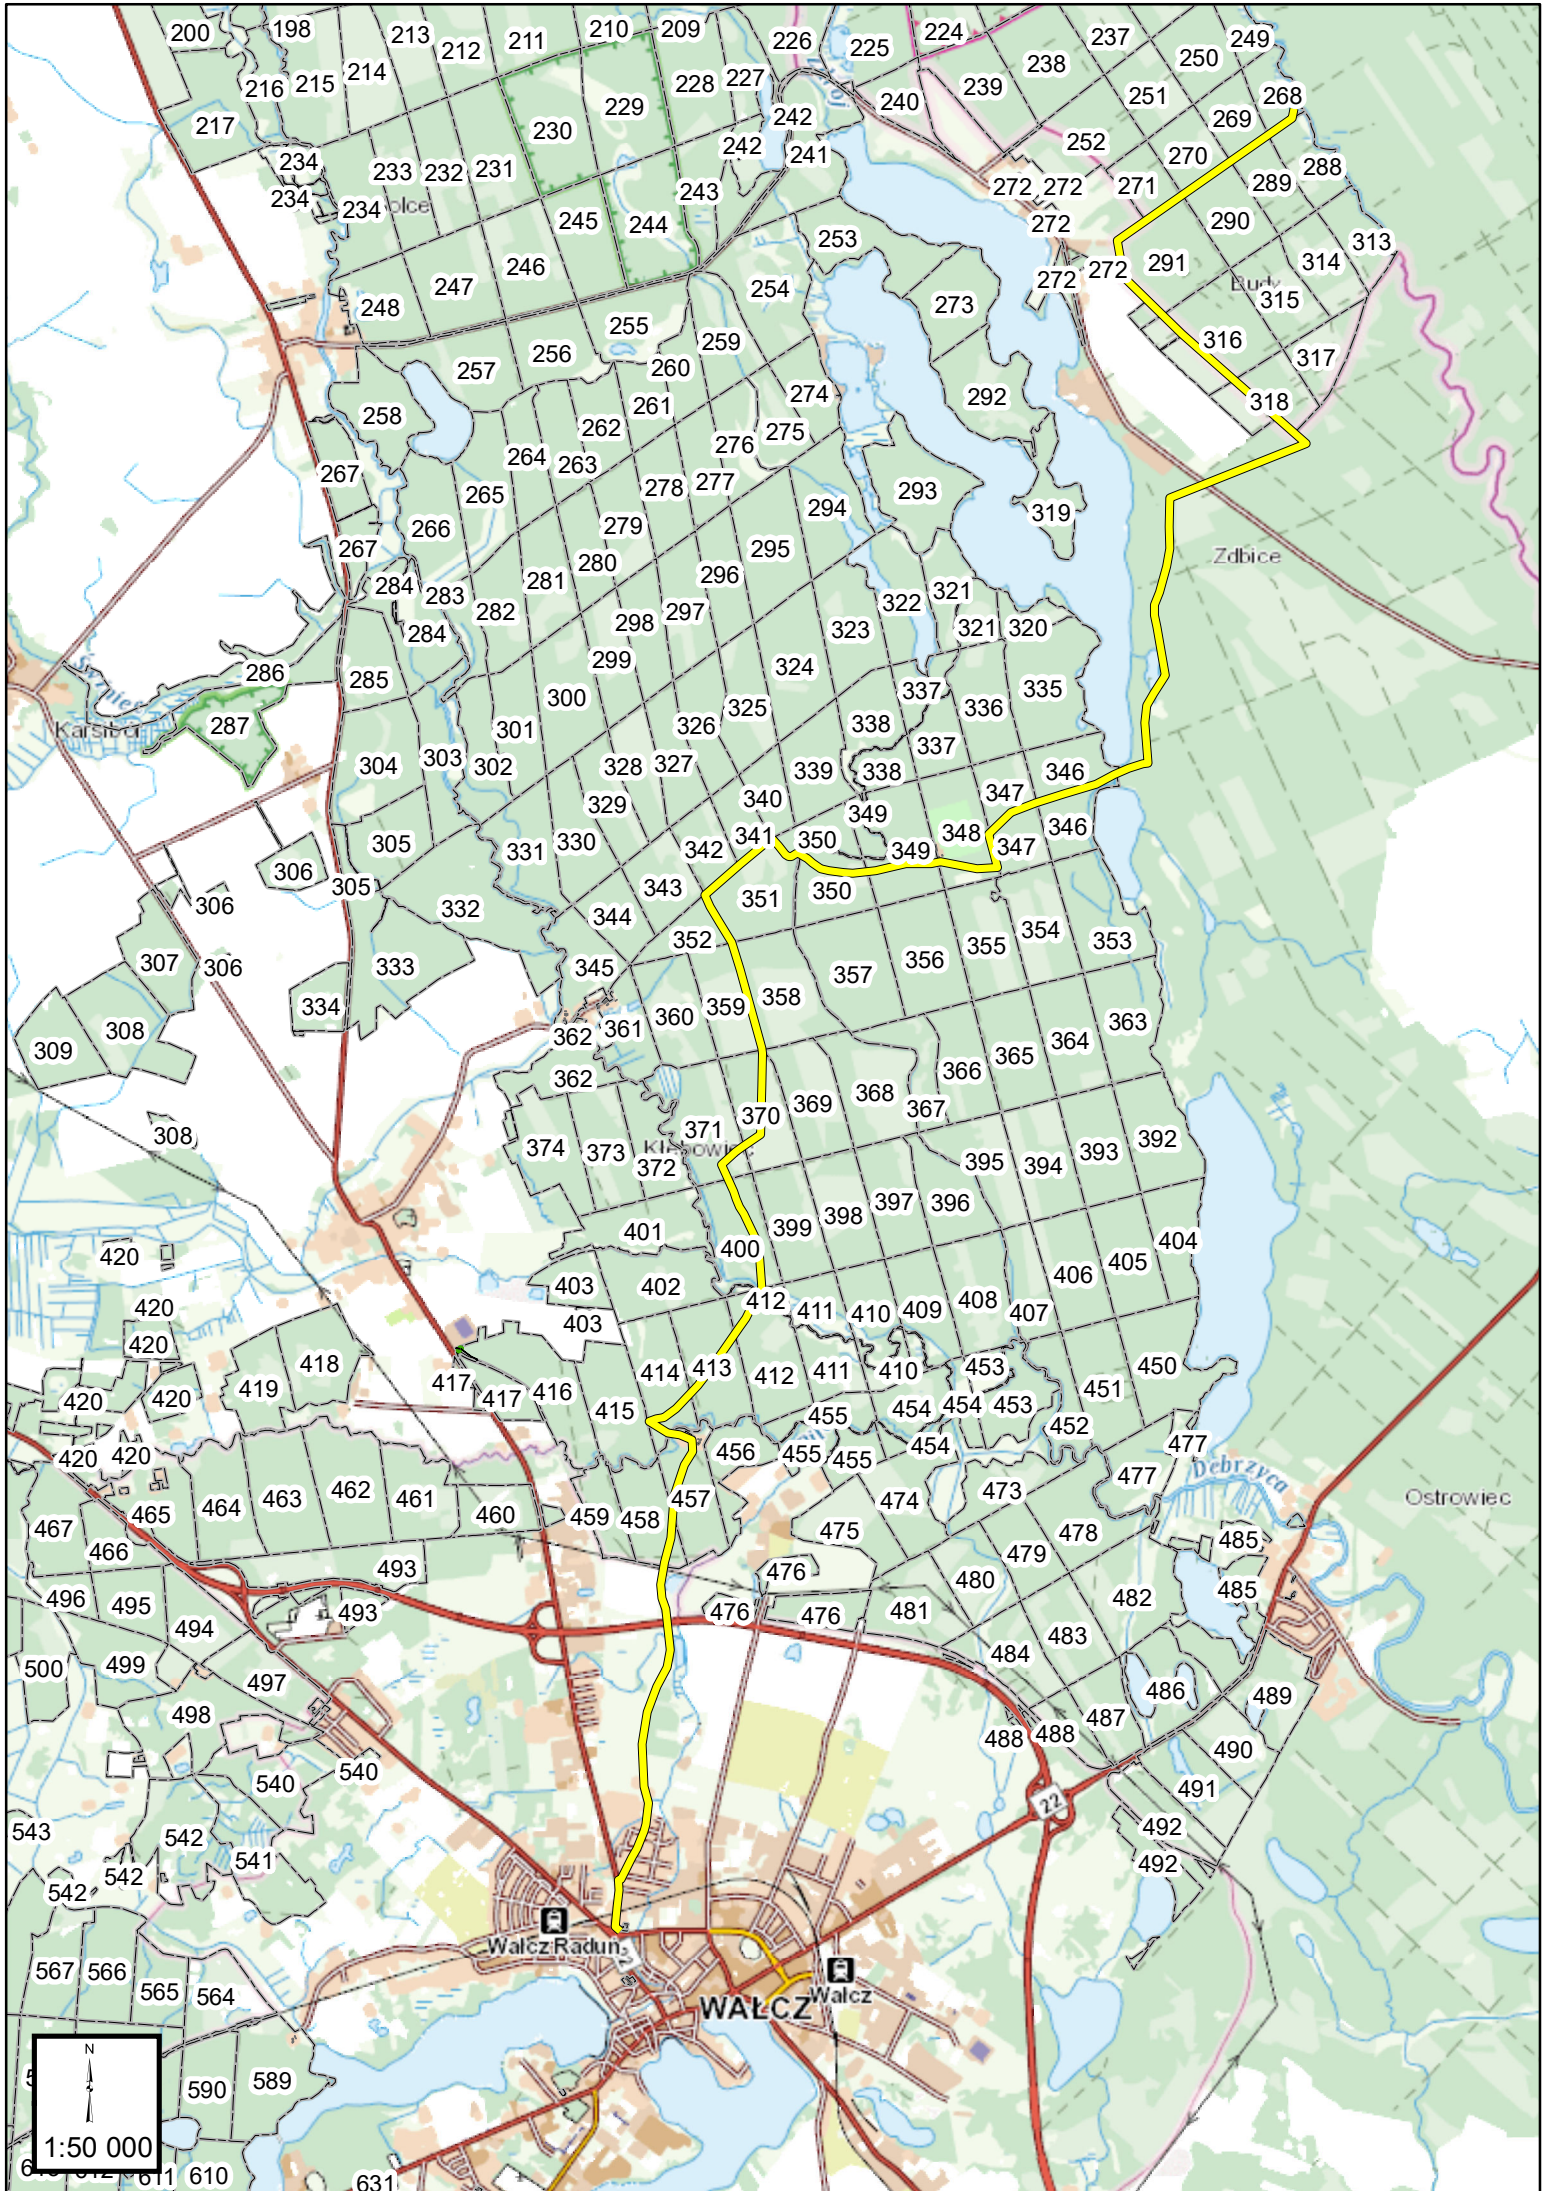 200 198 213 212 211 210 209 226 225 224 237 249
216 215 214 228 227 239 238 250
217 230 229 242 240 251 269 268
234 233 232 231 242 241 252 270
234 234 olce 245 244 243 272 272 271 289 288
248 247 246 253 272 290 313
254 272 272 291 314
255 259 273 Budy 315
257 256 260 316 317
258 262 261 274 292 318
267 264 263 276 275
265 278 277 294 293 319
266 279 295
267 280 296 Zdbice
284 283 282 281 297 322 321
284 298 323 321 320
286 285 299 324
287 300 325 337 336 335
Karsibór 301 326 338 337
304 303 302 328 327 339 338 346
329 340 349 347
305 331 330 342 341 350 348 346
306 305 343 349 347
306 332 344 351 350
307 306 333 345 352 354 353
308 334 359 358 357 356 355
309 362 361 360 363
362 366 365 364
308 374 373 371 370 369 368 367
Kłębowiec
372 395 394 393 392
401 399 398 397 396
420 403 402 400 406 405 404
420 403 412 411 410 409 408 407
420 418 414 413 412 411 410 453 450
420 419 420 417 417 416 415 454 454 453 451
420 420 455 452
456 455 455 454 477
465 464 463 462 461 457 477 Debrzyca
467 466 460 459 458 474 473 Ostrowiec
475 478 485
493 476 480 479 485
496 495 493 476 476 481 482
494 483
500 499 497 484 486 489
498 488 488 487
540 540 490
543 542 541 22 491
542 542 492
492
Wałcz Radun
567 566 565 564
WAŁCZ Wałcz
N
590 589
1:50 000
611 610 631